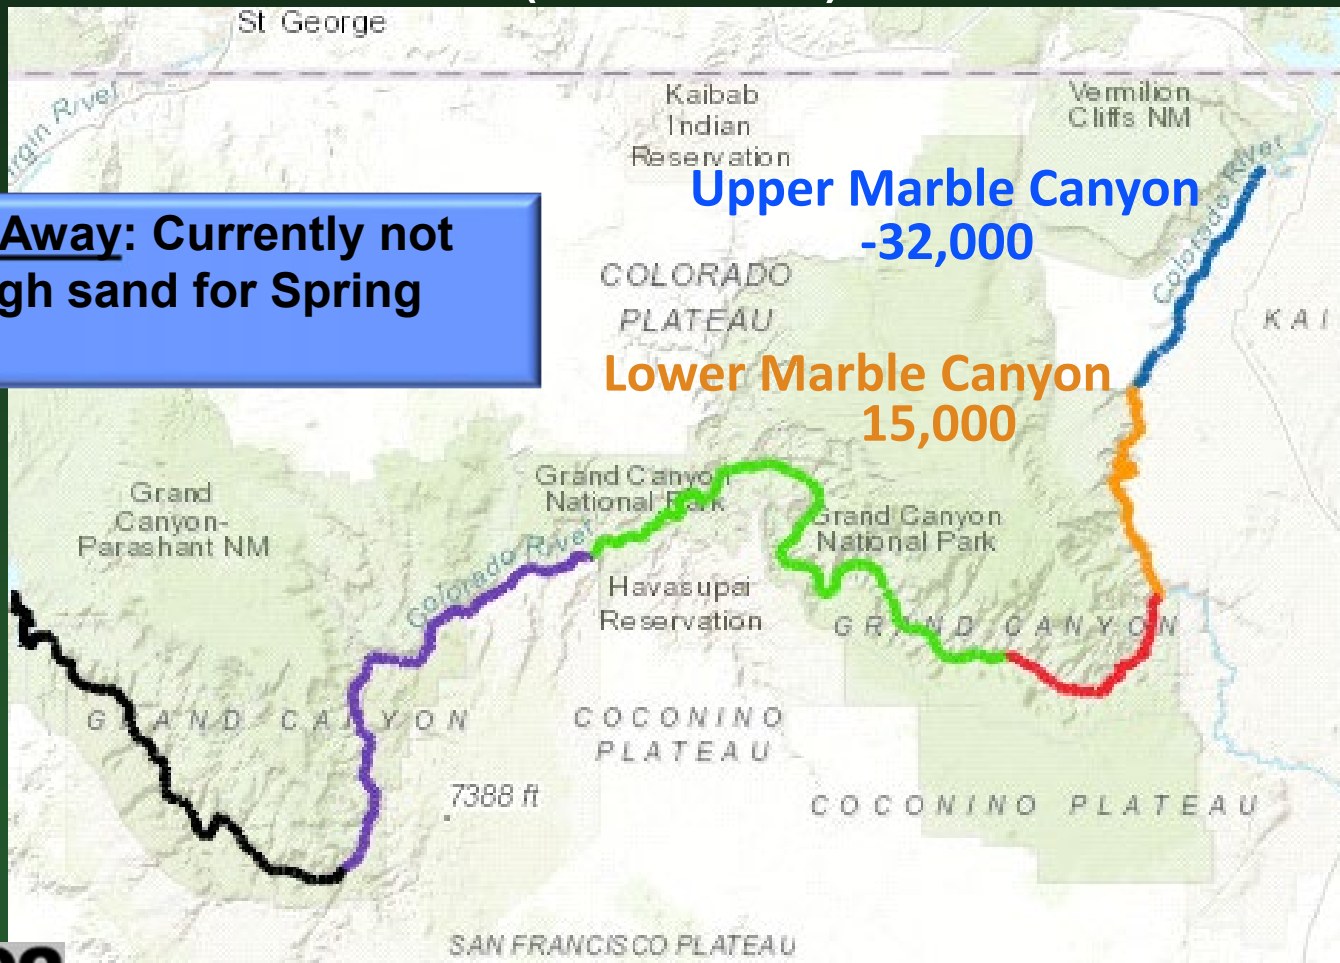 St George
Virgin River
Kaibab
Indian
Reservation
Vermilion
Cliffs NM
Colorado River
Upper Marble Canyon
-32,000
Away: Currently not
gh sand for Spring
COLORADO
PLATEAU
KAI
Lower Marble Canyon
15,000
Grand Canyon
National Park
Grand
Canyon-
Parashant NM
Grand Canyon
National Park
Colorado River
Havasupai
Reservation
GRAND CANYON
GRAND CANYON
COCONINO
PLATEAU
7388 ft
COCONINO PLATEAU
SAN FRANCISCO PLATEAU